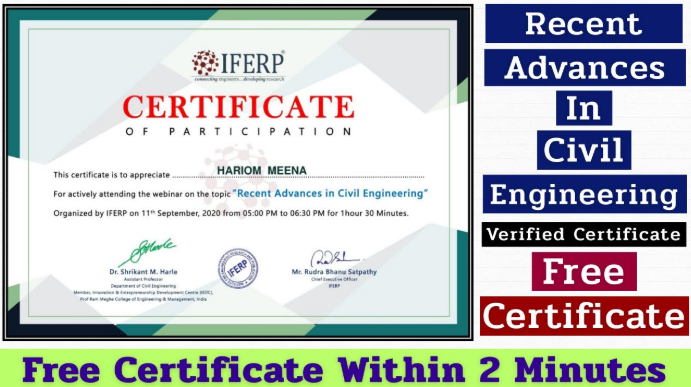 IFERP
connecting engineers...developing research
CERTIFICATE
OF PARTICIPATION
This certificate is to appreciate HARIOM MEENA
For actively attending the webinar on the topic "Recent Advances in Civil Engineering"
Organized by IFERP on 11th September, 2020 from 05:00 PM to 06:30 PM for 1hour 30 Minutes.
Dr. Shrikant M. Harle
Assistant Professor
Department of Civil Engineering
Member, Innovation & Entrepreneurship Development Centre (IEDC),
Prof Ram Meghe College of Engineering & Management, India
IFERP
Mr. Rudra Bhanu Satpathy
Chief Executive Officer
IFERP
Recent
Advances
In
Civil
Engineering
Verified Certificate
Free
Certificate
Free Certificate Within 2 Minutes